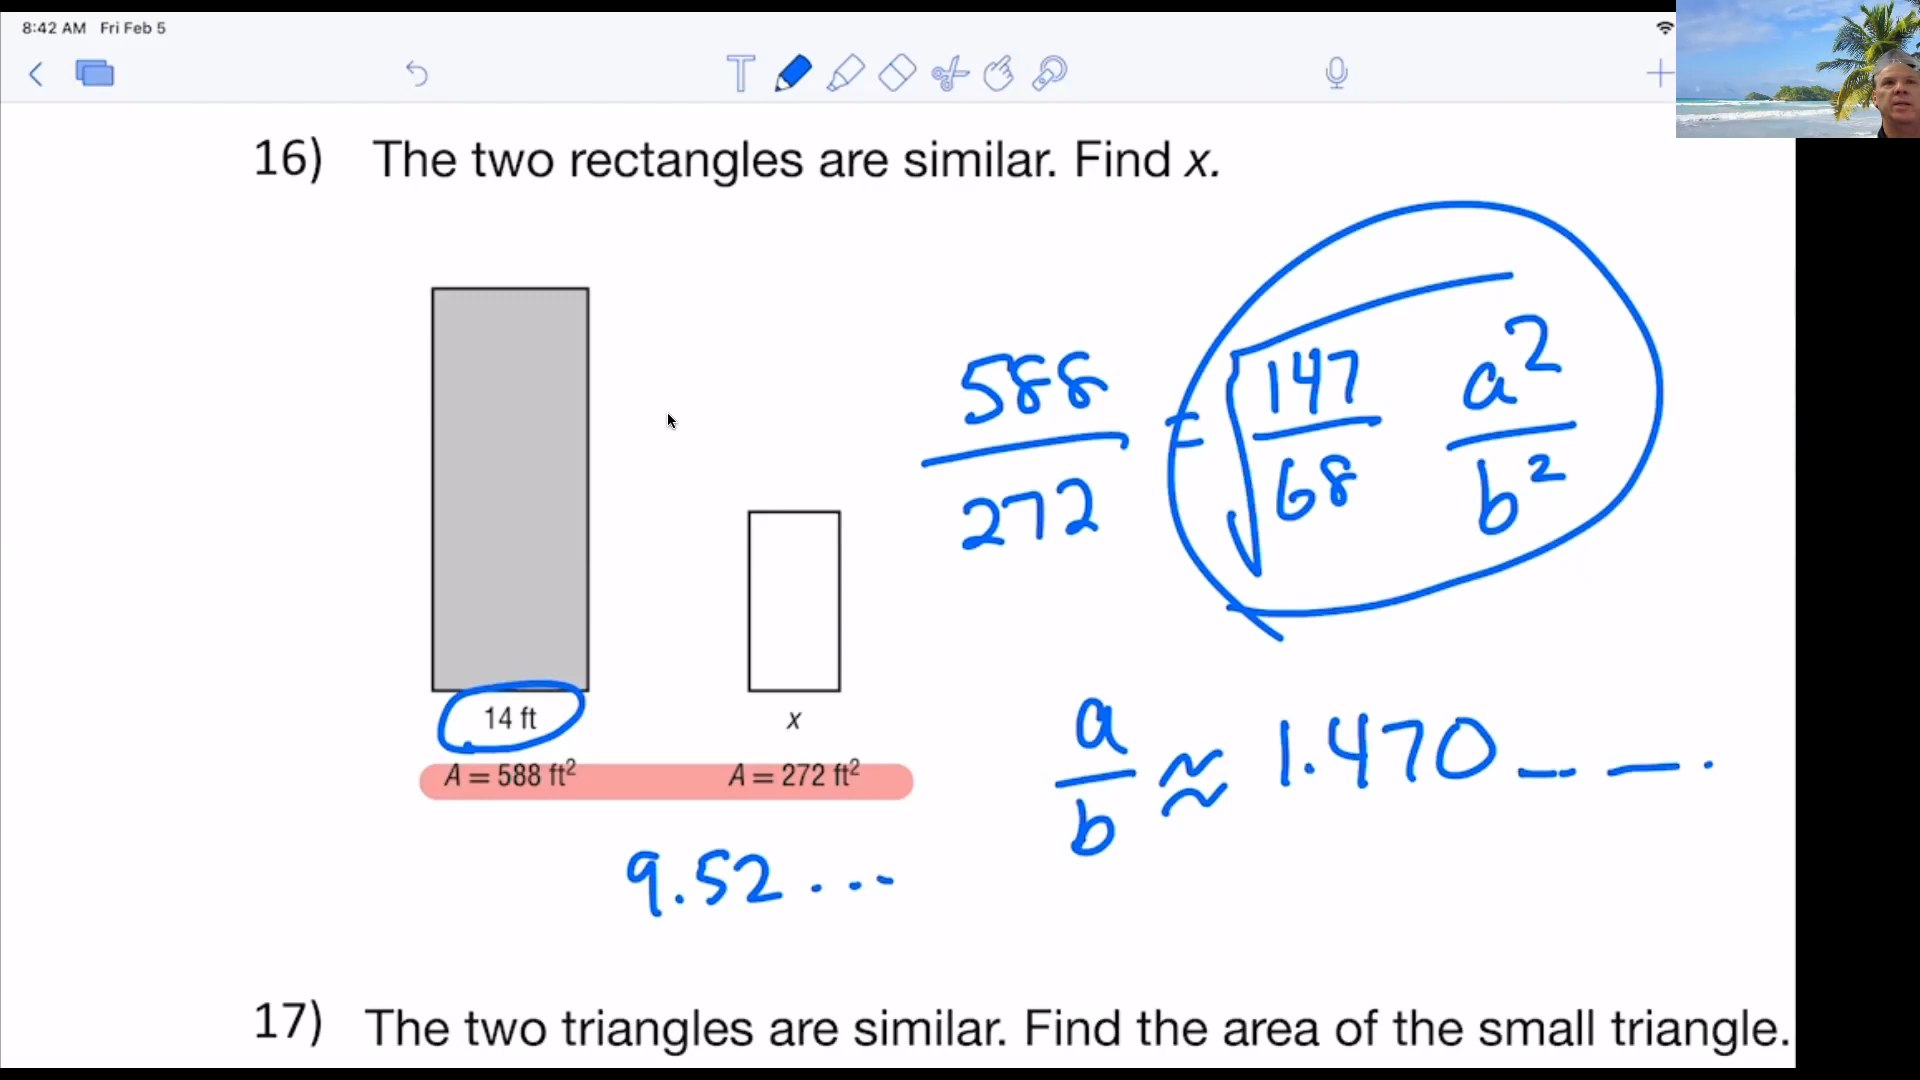 8:42 AM Fri Feb 5
T
16) The two rectangles are similar. Find x.
588
272
=
√
147
68
a²
b²
14 ft
x
A = 588 ft²
A = 272 ft²
a
b
≈ 1.470 _ _ .
9.52 ...
17) The two triangles are similar. Find the area of the small triangle.